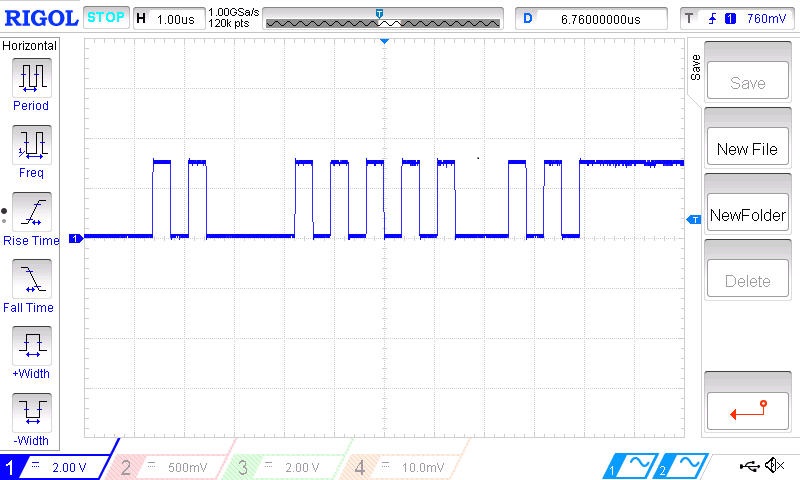 RIGOL STOP H 1.00us 1.00GSa/s D 6.76000000us T 1 760mV
120k pts
T
Horizontal
Period
Freq
Rise Time
Fall Time
+Width
-Width
1
T
Save
Save
New File
NewFolder
Delete
1 2.00 V 2 500mV 3 2.00 V 4 10.0mV 1 2